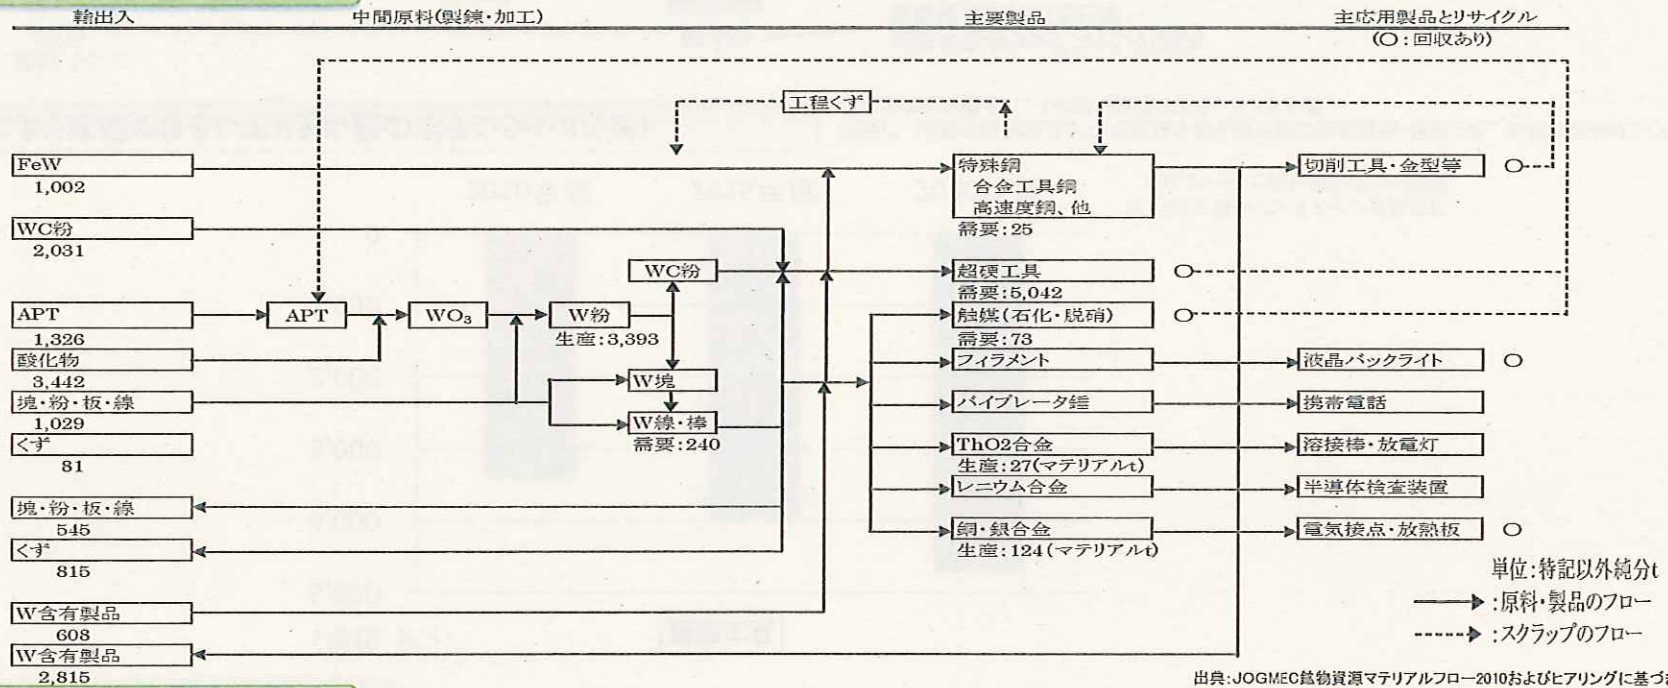 輸出入
中間原料(製錬・加工)
主要製品
主応用製品とリサイクル
(○:回収あり)
工程くず
FeW
1,002
WC粉
2,031
APT
1,326
酸化物
3,442
塊・粉・板・線
1,029
くず
81
塊・粉・板・線
545
くず
815
W含有製品
608
W含有製品
2,815
APT
WO₃
W粉
生産:3,393
WC粉
W塊
W線・棒
需要:240
特殊鋼
合金工具鋼
高速度鋼、他
需要:25
超硬工具
需要:5,042
触媒(石化・脱硝)
需要:73
フィラメント
バイブレータ錘
ThO2合金
生産:27(マテリアルt)
レニウム合金
銅・銀合金
生産:124(マテリアルt)
切削工具・金型等 ○
○
○
液晶バックライト ○
携帯電話
溶接棒・放電灯
半導体検査装置
電気接点・放熱板 ○
単位:特記以外純分t
:原料・製品のフロー
:スクラップのフロー
出典:JOGMEC鉱物資源マテリアルフロー2010およびヒアリングに基づ